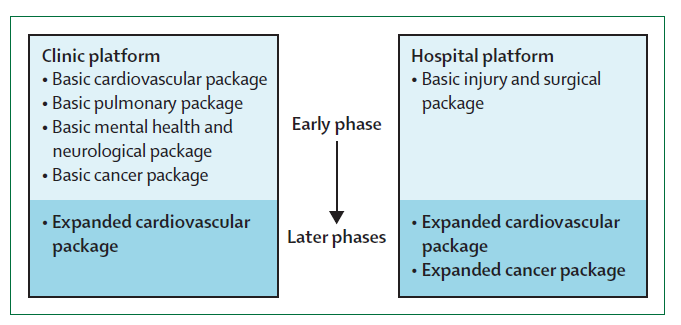 Clinic platform
• Basic cardiovascular package
• Basic pulmonary package
• Basic mental health and
neurological package
• Basic cancer package
• Expanded cardiovascular
package
Early phase
Later phases
Hospital platform
• Basic injury and surgical
package
• Expanded cardiovascular
package
• Expanded cancer package